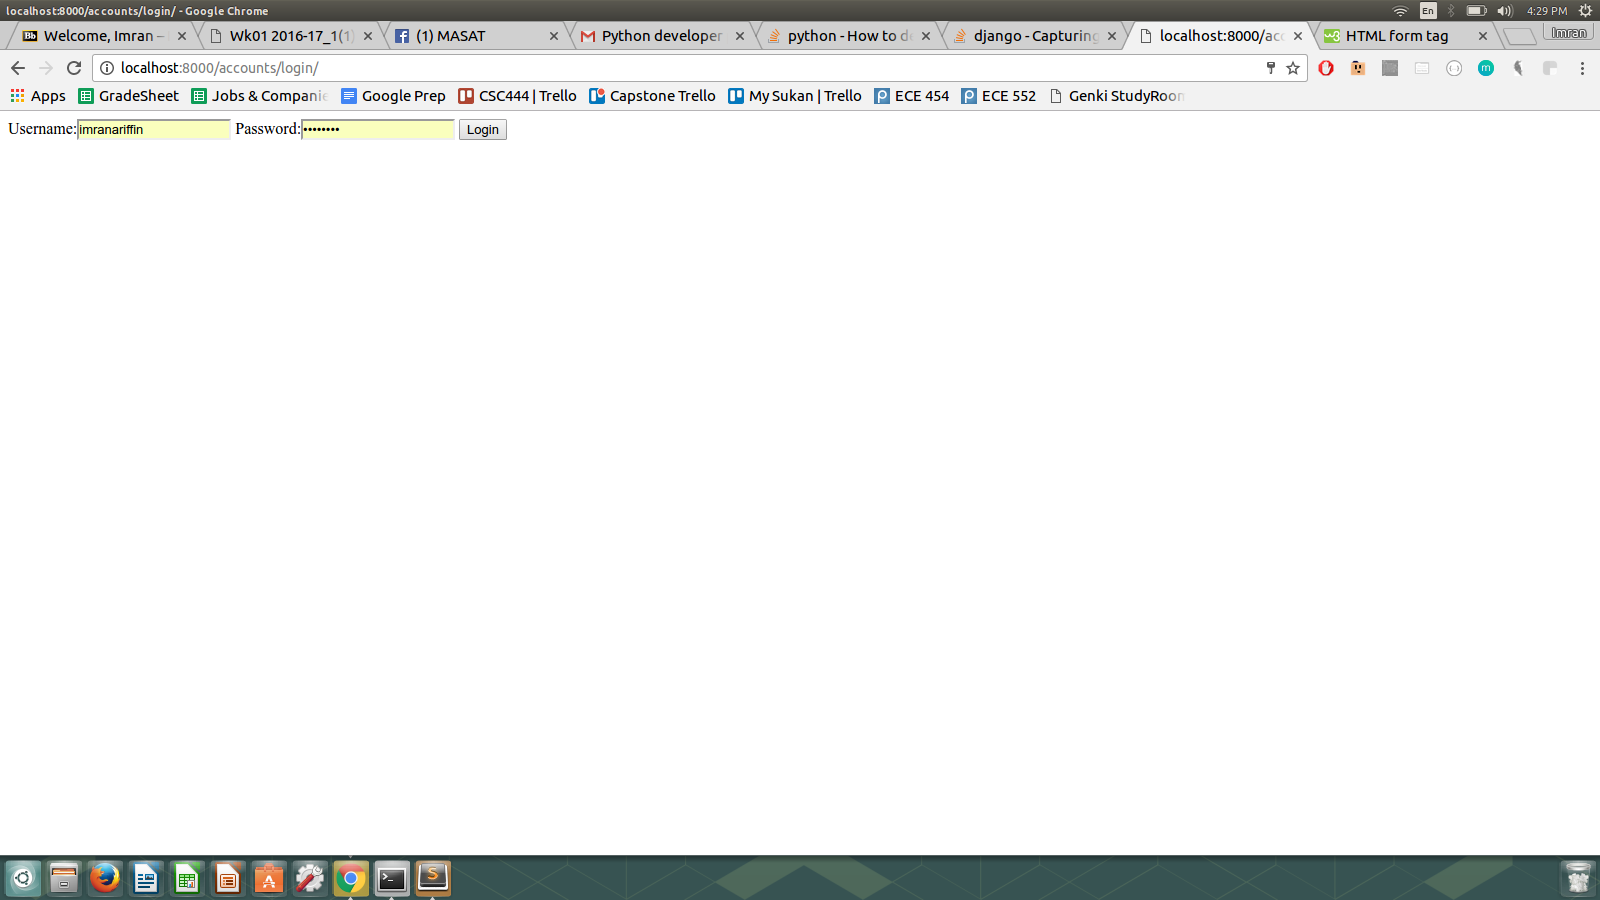 localhost:8000/accounts/login/ - Google Chrome
En
4:29 PM
Welcome, Imran –
Wk01 2016-17_1(1)
(1) MASAT
Python developer
python - How to d
django - Capturing
localhost:8000/acc
HTML form tag
Imran
localhost:8000/accounts/login/
Apps
GradeSheet
Jobs & Companie
Google Prep
CSC444 | Trello
Capstone Trello
My Sukan | Trello
ECE 454
ECE 552
Genki StudyRoom
Username:imranariffin Password:•••••••• Login